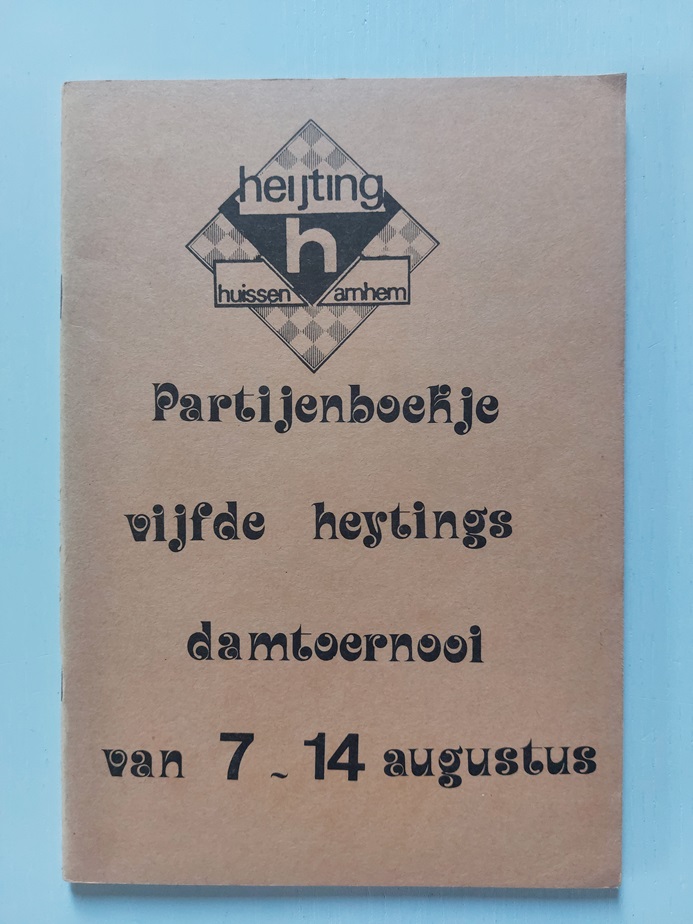 heijting
h
huissen arnhem
Partijenboekje
vijfde heytings
damtoernooi
van 7 ~ 14 augustus